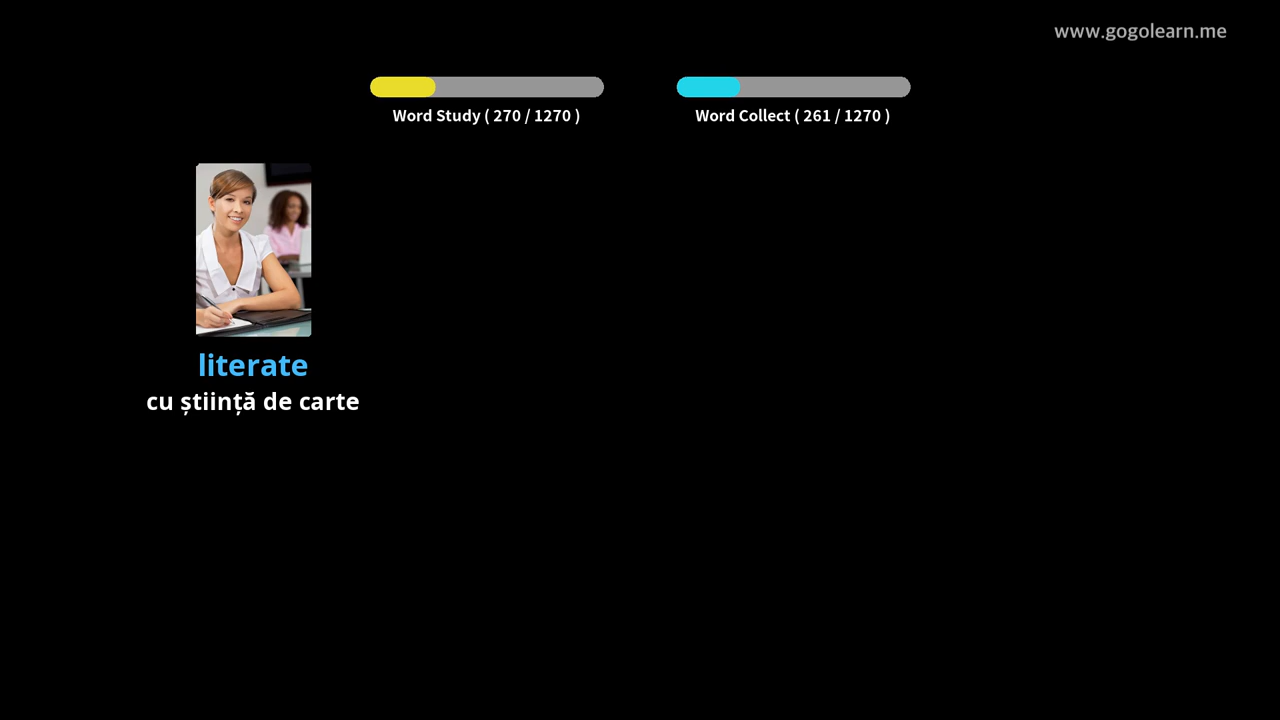 www.gogolearn.me
Word Study ( 270 / 1270 )
Word Collect ( 261 / 1270 )
literate
cu știință de carte